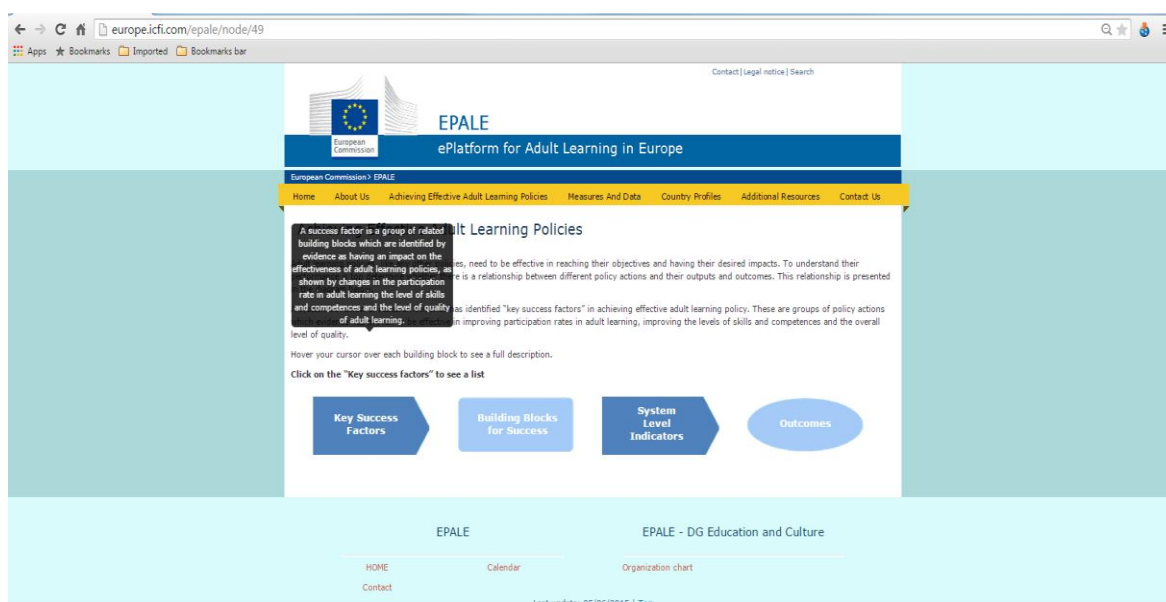 europe.icfi.com/epale/node/49
Apps Bookmarks Imported Bookmarks bar
Contact | Legal notice | Search
European
Commission
EPALE
ePlatform for Adult Learning in Europe
European Commission > EPALE
Home About Us Achieving Effective Adult Learning Policies Measures And Data Country Profiles Additional Resources Contact Us
ult Learning Policies
A success factor is a group of related
building blocks which are identified by
evidence as having an impact on the
effectiveness of adult learning policies, as
shown by changes in the participation
rate in adult learning the level of skills
and competences and the level of quality
of adult learning.
es, need to be effective in reaching their objectives and having their desired impacts. To understand their
re is a relationship between different policy actions and their outputs and outcomes. This relationship is presented
as identified "key success factors" in achieving effective adult learning policy. These are groups of policy actions
in improving participation rates in adult learning, improving the levels of skills and competences and the overall
level of quality.
Hover your cursor over each building block to see a full description.
Click on the "Key success factors" to see a list
Key Success
Factors
Building Blocks
for Success
System
Level
Indicators
Outcomes
EPALE
EPALE - DG Education and Culture
HOME Calendar Organization chart
Contact